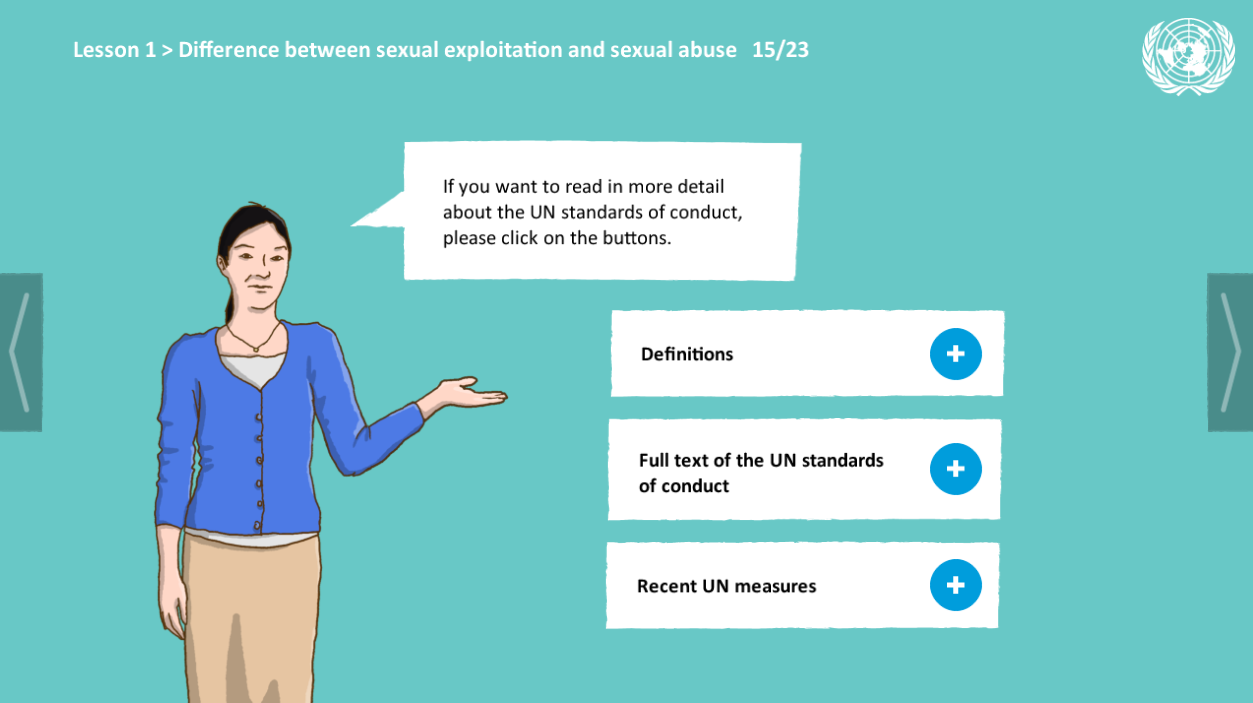 Lesson 1 > Difference between sexual exploitation and sexual abuse 15/23
If you want to read in more detail
about the UN standards of conduct,
please click on the buttons.
Definitions
Full text of the UN standards
of conduct
Recent UN measures